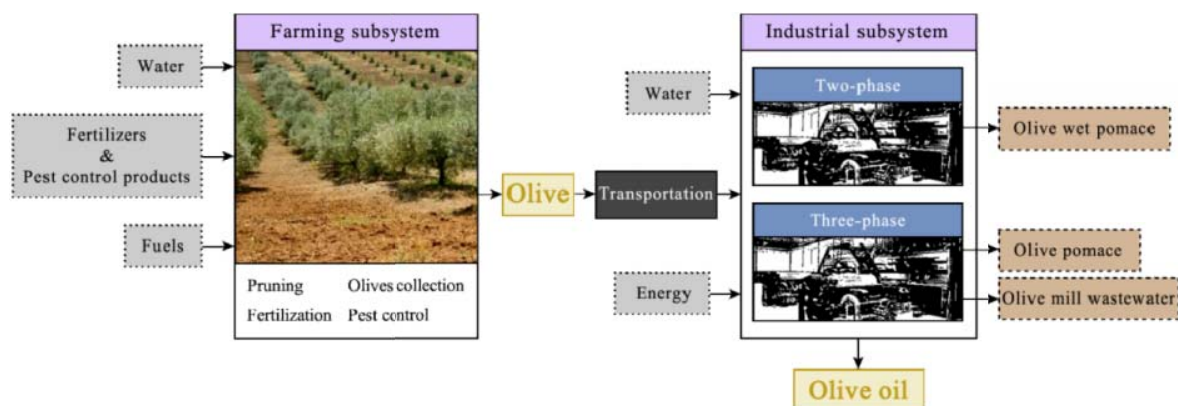 Farming subsystem
Water
Fertilizers
&
Pest control products
Fuels
Pruning
Olives collection
Fertilization
Pest control
Olive
Transportation
Industrial subsystem
Water
Energy
Two-phase
Three-phase
Olive wet pomace
Olive pomace
Olive mill wastewater
Olive oil